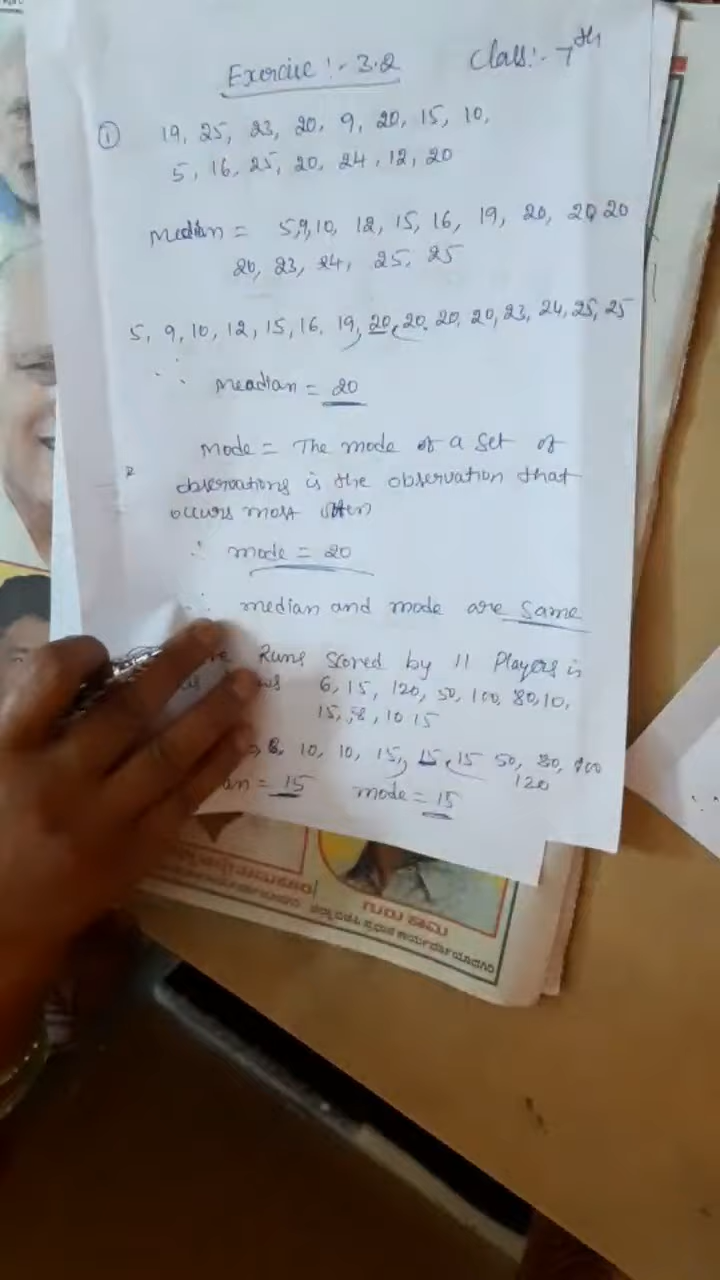 Exercise :- 3.2 Class :- 7th
① 19, 25, 23, 20, 9, 20, 15, 10,
5, 16, 25, 20, 24, 12, 20
Median = 5,9,10, 12, 15, 16, 19, 20, 20 20
20, 23, 24, 25, 25
5, 9, 10, 12, 15, 16, 19, 20, 20, 20, 20, 23, 24, 25, 25
∴ Meadian = 20
Mode = The mode of a set of
observations is the observation that
occurs most often
∴ mode = 20
∴ median and mode are same
Runs scored by 11 Players is
6, 15, 120, 50, 100, 80, 10,
15, 8, 10 15
8, 10, 10, 15, 15, 15 50, 80, 100
120
an = 15 mode = 15
ಗುರು